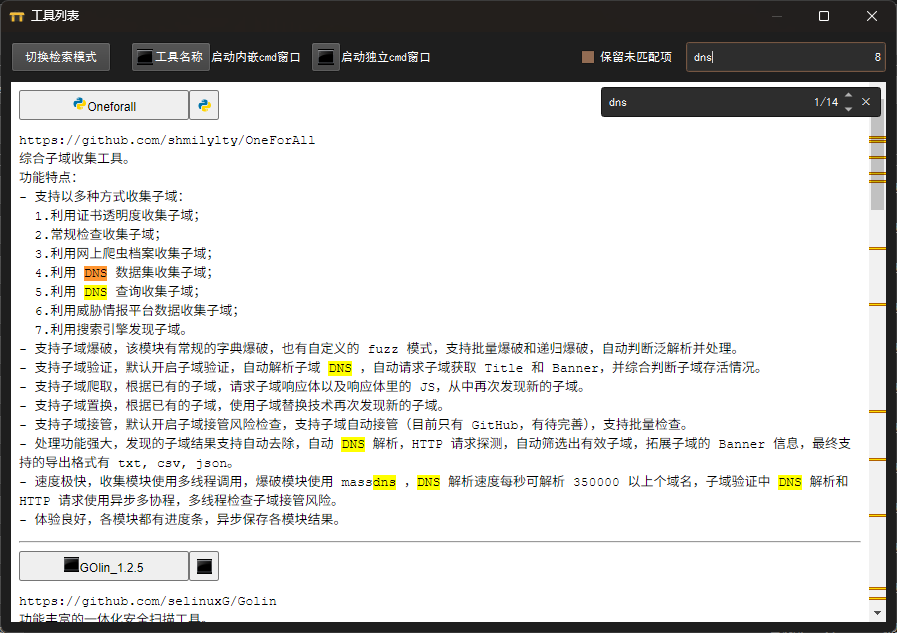 工具列表
切换检索模式
工具名称 启动内嵌cmd窗口
启动独立cmd窗口
保留未匹配项
dns 8
dns 1/14
Oneforall
https://github.com/shmilylty/OneForAll
综合子域收集工具。
功能特点:
- 支持以多种方式收集子域:
1.利用证书透明度收集子域;
2.常规检查收集子域;
3.利用网上爬虫档案收集子域;
4.利用 DNS 数据集收集子域;
5.利用 DNS 查询收集子域;
6.利用威胁情报平台数据收集子域;
7.利用搜索引擎发现子域。
- 支持子域爆破，该模块有常规的字典爆破，也有自定义的 fuzz 模式，支持批量爆破和递归爆破，自动判断泛解析并处理。
- 支持子域验证，默认开启子域验证，自动解析子域 DNS ，自动请求子域获取 Title 和 Banner，并综合判断子域存活情况。
- 支持子域爬取，根据已有的子域，请求子域响应体以及响应体里的 JS，从中再次发现新的子域。
- 支持子域置换，根据已有的子域，使用子域替换技术再次发现新的子域。
- 支持子域接管，默认开启子域接管风险检查，支持子域自动接管（目前只有 GitHub，有待完善），支持批量检查。
- 处理功能强大，发现的子域结果支持自动去除，自动 DNS 解析，HTTP 请求探测，自动筛选出有效子域，拓展子域的 Banner 信息，最终支
持的导出格式有 txt, csv, json。
- 速度极快，收集模块使用多线程调用，爆破模块使用 massdns ，DNS 解析速度每秒可解析 350000 以上个域名，子域验证中 DNS 解析和
HTTP 请求使用异步多协程，多线程检查子域接管风险。
- 体验良好，各模块都有进度条，异步保存各模块结果。
GOlin_1.2.5
https://github.com/selinuxG/Golin
功能丰富的一体化安全扫描工具。